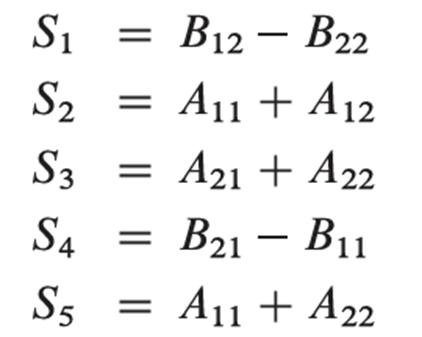 S₁ = B₁₂ − B₂₂
S₂ = A₁₁ + A₁₂
S₃ = A₂₁ + A₂₂
S₄ = B₂₁ − B₁₁
S₅ = A₁₁ + A₂₂